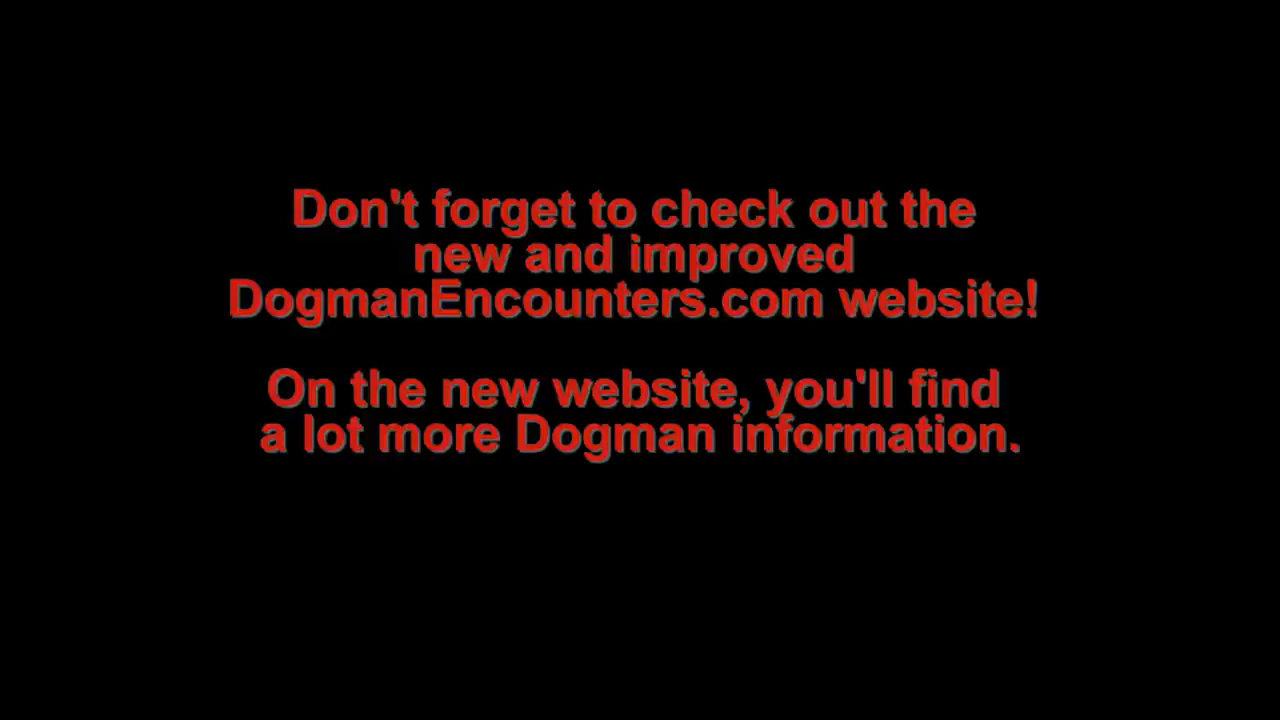 Don't forget to check out the
new and improved
DogmanEncounters.com website!
On the new website, you'll find
a lot more Dogman information.